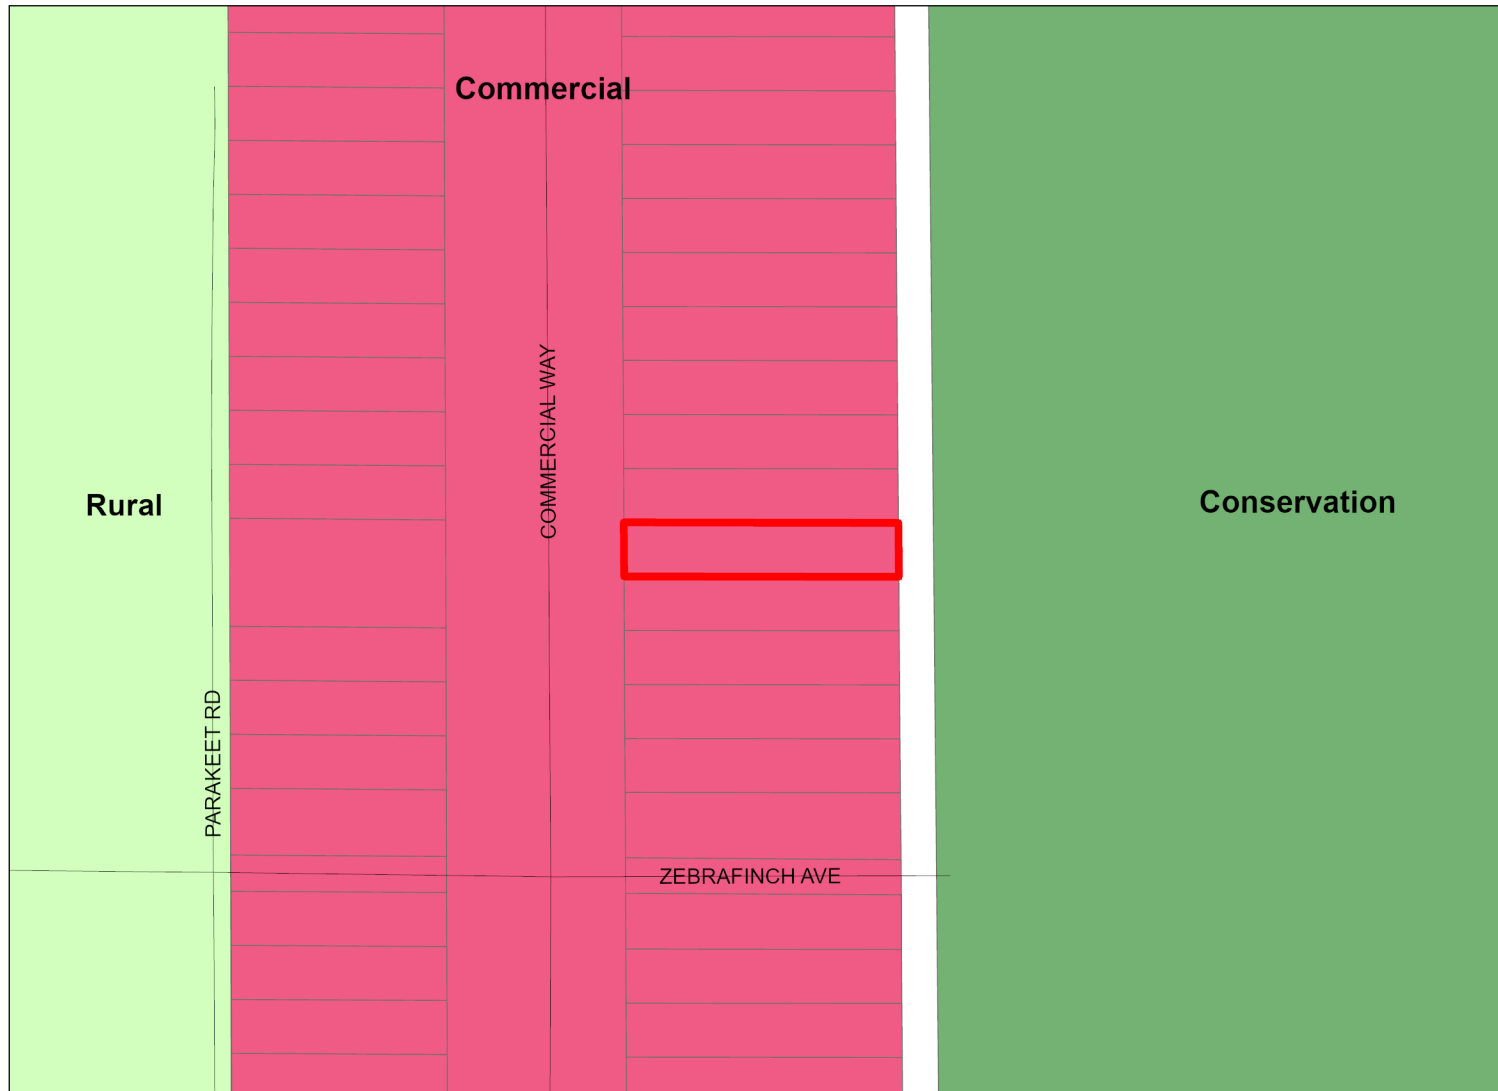 Commercial
COMMERCIAL WAY
Rural
Conservation
PARAKEET RD
ZEBRAFINCH AVE